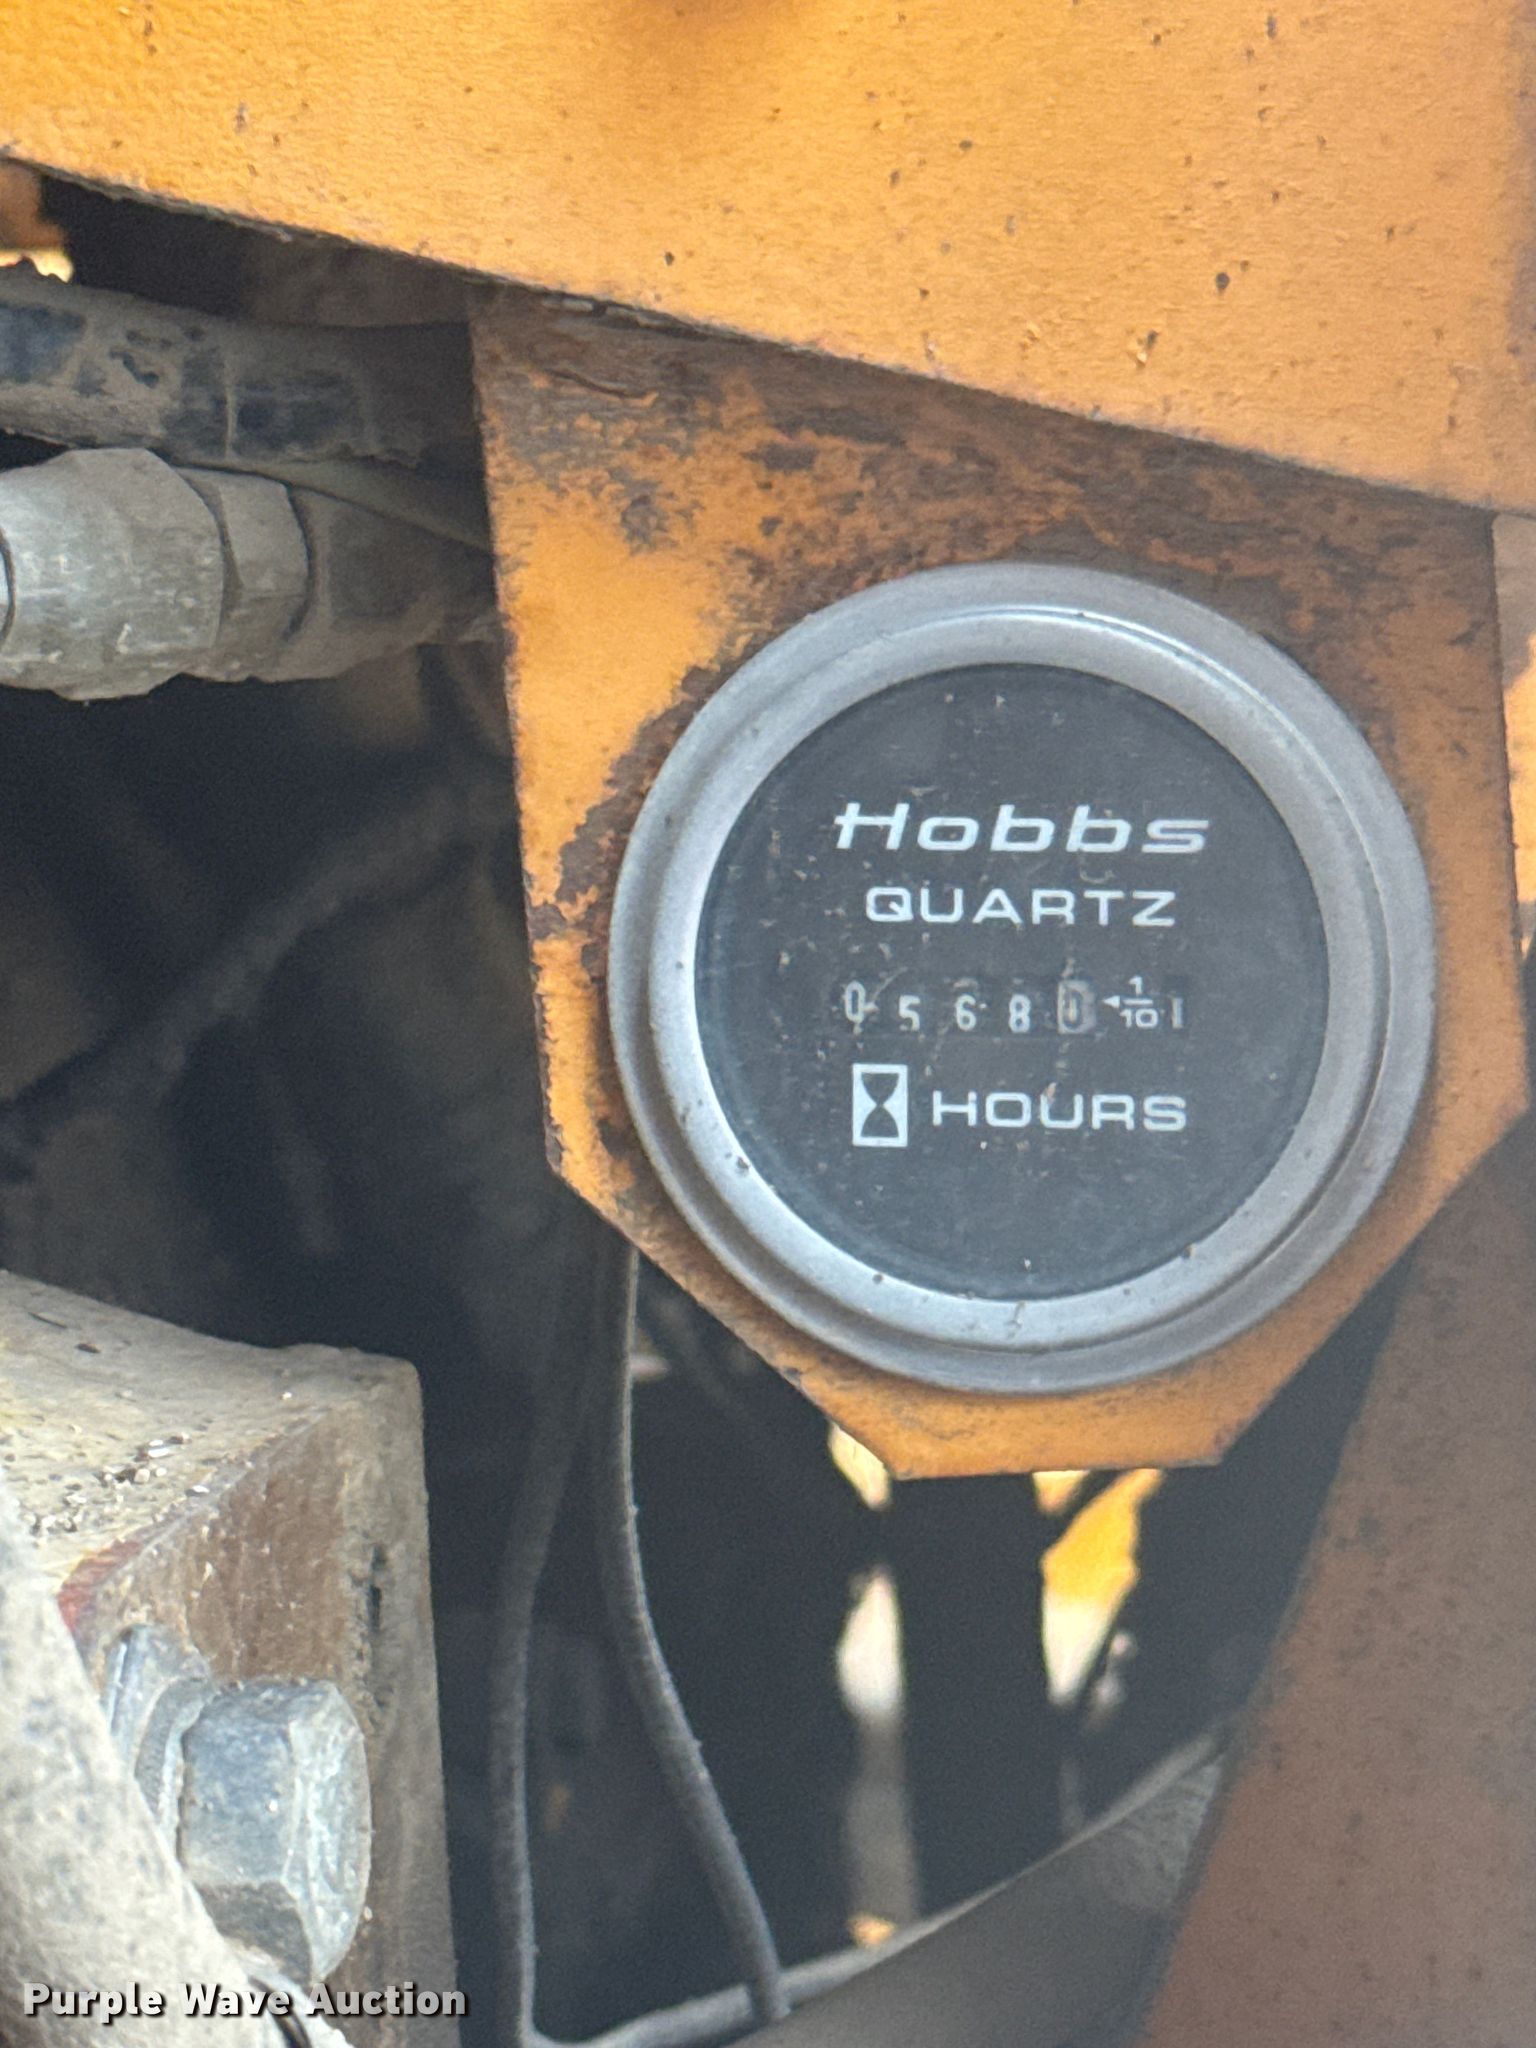 Hobbs
QUARTZ
0 5 6 8 0 ◄ 1/10
HOURS
Purple Wave Auction